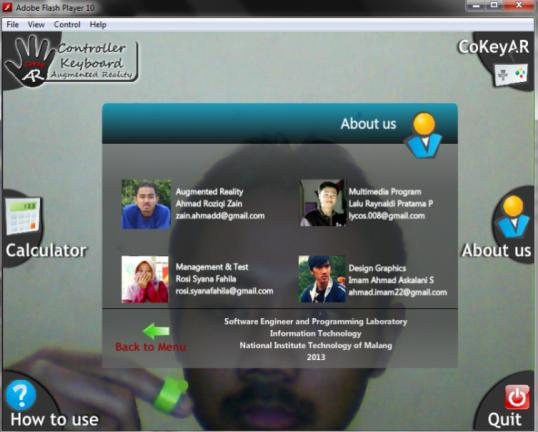 Adobe Flash Player 10
File View Control Help
Controller
Keyboard
Augmented Reality
AR
CoKeyAR
About us
Augmented Reality
Ahmad Roziqi Zain
zain.ahmadd@gmail.com
Multimedia Program
Lalu Raynaldi Pratama P
lycos.008@gmail.com
Calculator
About us
Management & Test
Rosi Syana Fahila
rosi.syanafahila@gmail.com
Design Graphics
Imam Ahmad Askalani S
ahmad.imam22@gmail.com
Back to Menu
Software Engineer and Programming Laboratory
Information Technology
National Institute Technology of Malang
2013
How to use
Quit